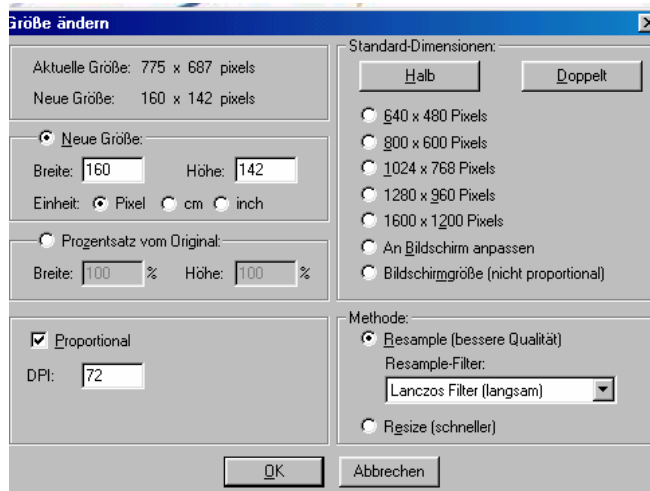 Größe ändern
Aktuelle Größe: 775 x 687 pixels
Neue Größe: 160 x 142 pixels
Neue Größe:
Breite: 160 Höhe: 142
Einheit: Pixel cm inch
Prozentsatz vom Original:
Breite: 100 % Höhe: 100 %
Proportional
DPI: 72
Standard-Dimensionen:
Halb Doppelt
640 x 480 Pixels
800 x 600 Pixels
1024 x 768 Pixels
1280 x 960 Pixels
1600 x 1200 Pixels
An Bildschirm anpassen
Bildschirmgröße (nicht proportional)
Methode:
Resample (bessere Qualität)
Resample-Filter:
Lanczos Filter (langsam)
Resize (schneller)
OK Abbrechen